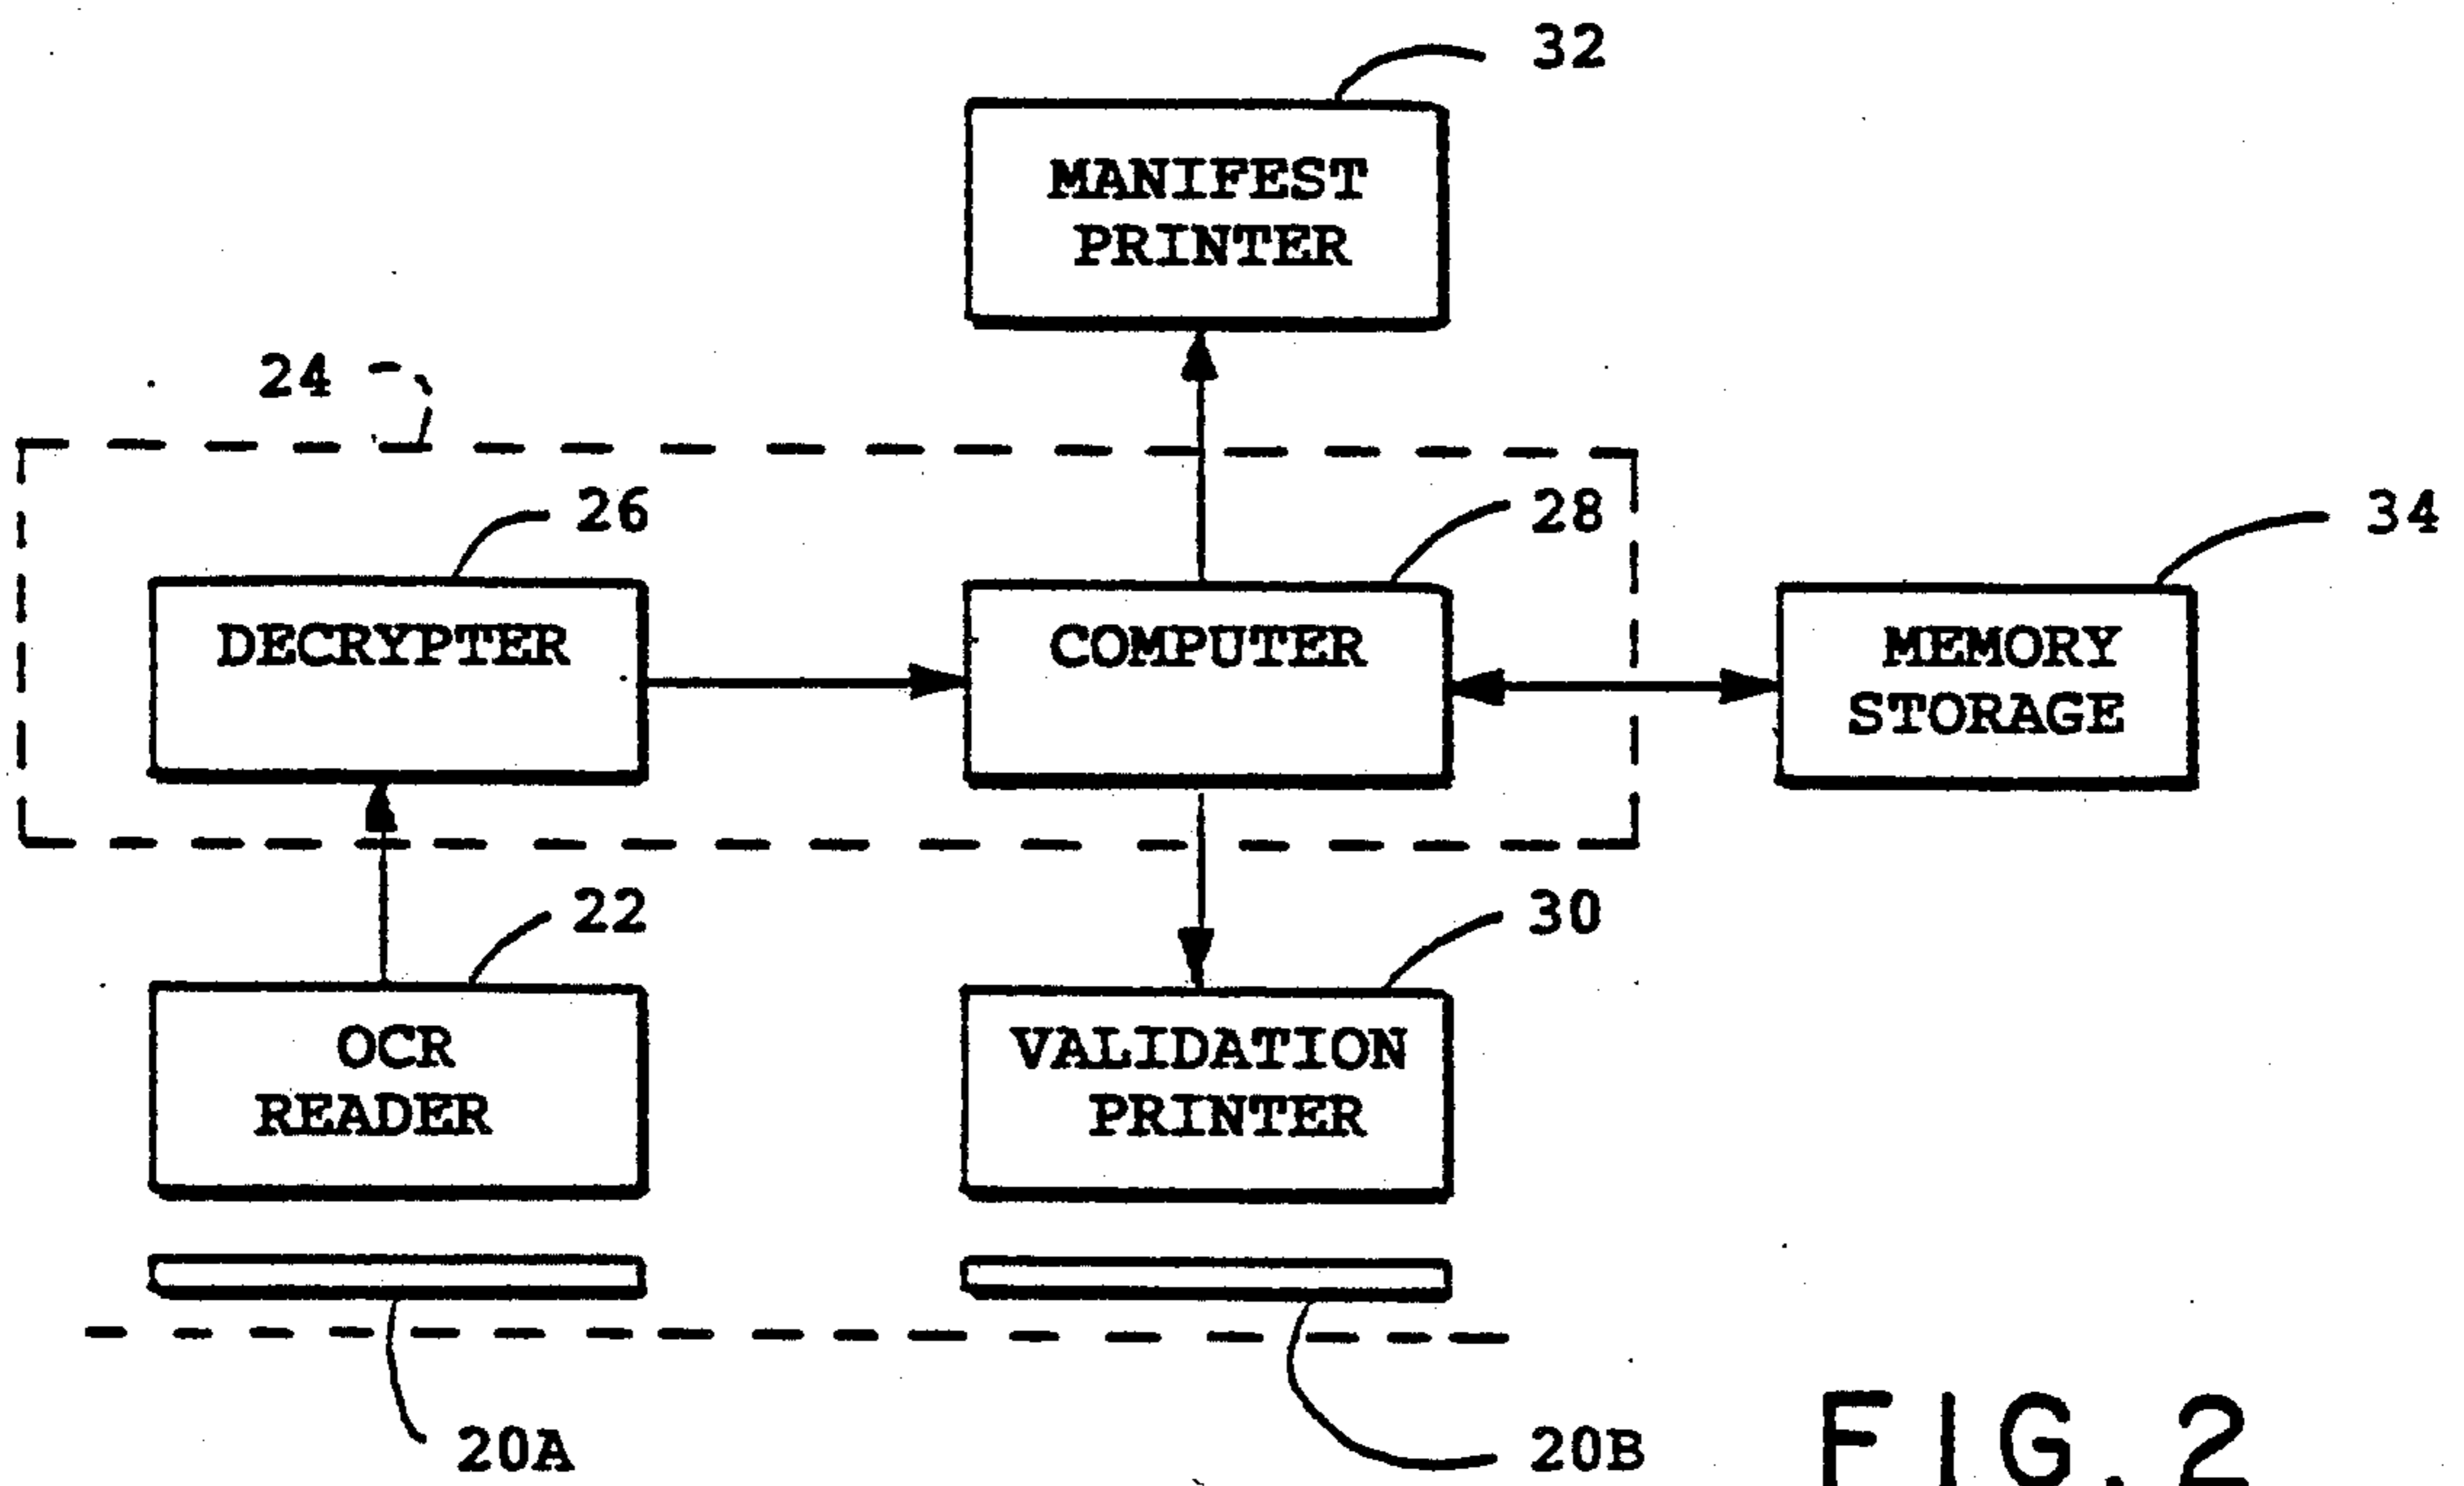 32
MANIFEST
PRINTER
24
26
28
34
DECRYPTER
COMPUTER
MEMORY
STORAGE
22
30
OCR
READER
VALIDATION
PRINTER
20A
20B
FIG. 2